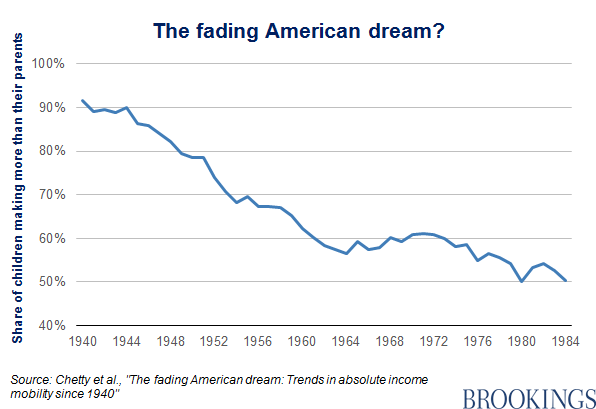 The fading American dream?
Share of children making more than their parents
100%
90%
80%
70%
60%
50%
40%
1940 1944 1948 1952 1956 1960 1964 1968 1972 1976 1980 1984
Source: Chetty et al., "The fading American dream: Trends in absolute income
mobility since 1940"
BROOKINGS